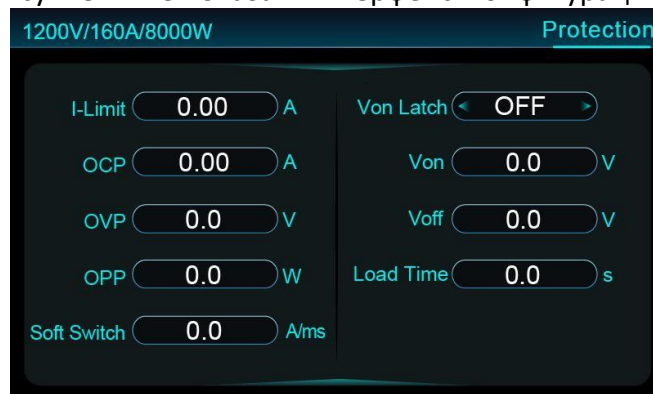 1200V/160A/8000W Protection
I-Limit 0.00 A Von Latch OFF
OCP 0.00 A Von 0.0 V
OVP 0.0 V Voff 0.0 V
OPP 0.0 W Load Time 0.0 s
Soft Switch 0.0 A/ms